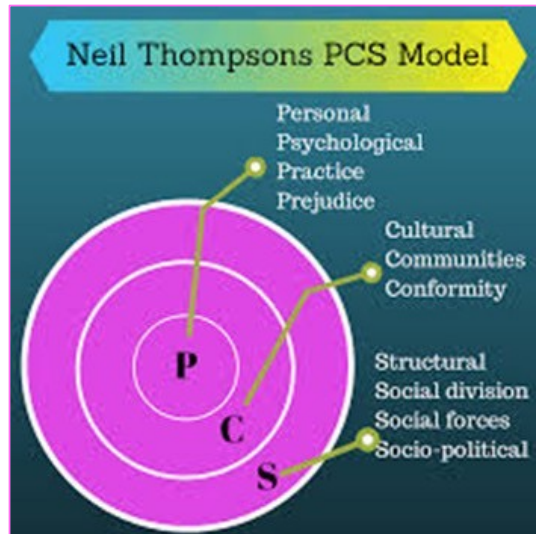 Neil Thompsons PCS Model
Personal
Psychological
Practice
Prejudice
Cultural
Communities
Conformity
Structural
Social division
Social forces
Socio-political
P
C
S